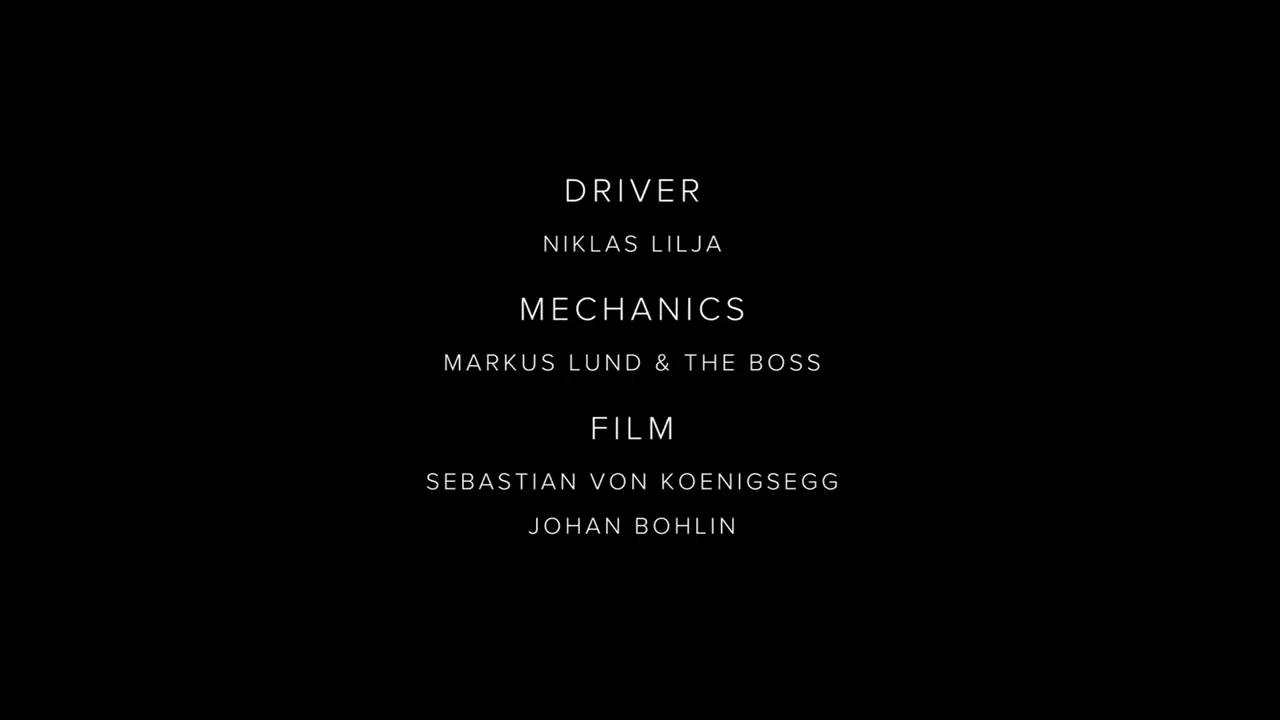 DRIVER
NIKLAS LILJA
MECHANICS
MARKUS LUND & THE BOSS
FILM
SEBASTIAN VON KOENIGSEGG
JOHAN BOHLIN